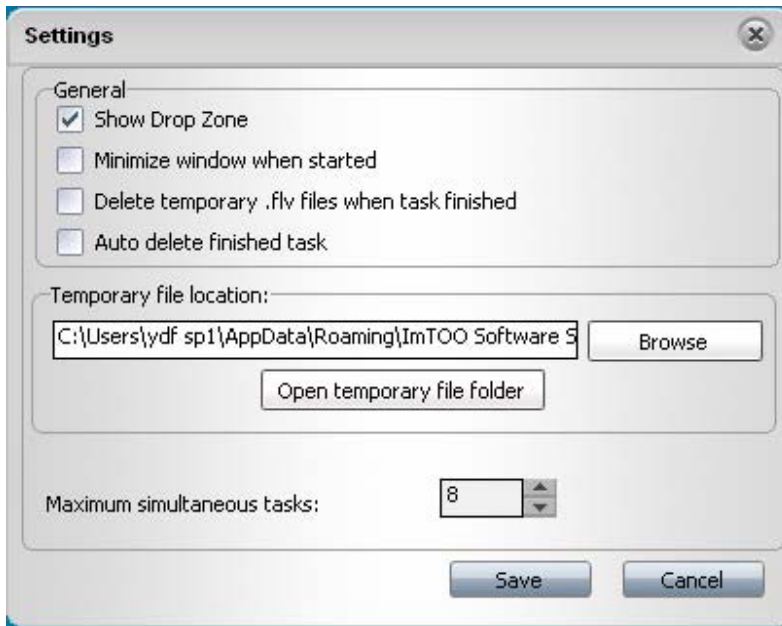 Settings
General
Show Drop Zone
Minimize window when started
Delete temporary .flv files when task finished
Auto delete finished task
Temporary file location:
C:\Users\ydf sp1\AppData\Roaming\ImTOO Software S
Browse
Open temporary file folder
Maximum simultaneous tasks:
8
Save
Cancel